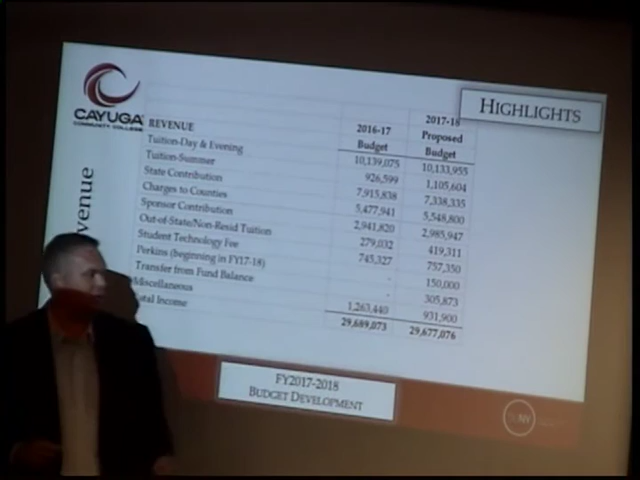 CAYUGA
COMMUNITY COLLEGE
HIGHLIGHTS
venue
REVENUE 2016-17 Budget 2017-18 Proposed Budget
Tuition-Day & Evening 10,139,075 10,133,955
Tuition-Summer 926,599 1,105,604
State Contribution 7,915,838 7,338,335
Charges to Counties 5,477,941 5,548,800
Sponsor Contribution 2,941,820 2,985,947
Out-of-State/Non-Resid Tuition 279,032 419,311
Student Technology Fee 745,327 757,350
Perkins (beginning in FY17-18) - 150,000
Transfer from Fund Balance - 305,873
Miscellaneous 1,263,440 931,900
tal Income 29,689,073 29,677,076
FY2017-2018
BUDGET DEVELOPMENT